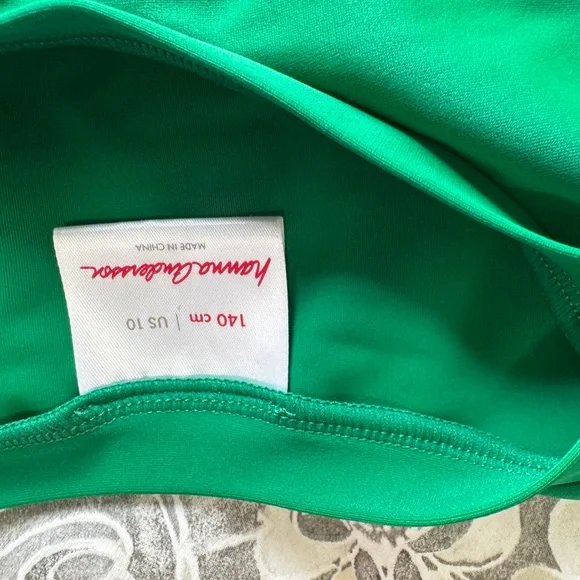 140 cm | US 10
hanna andersson
MADE IN CHINA